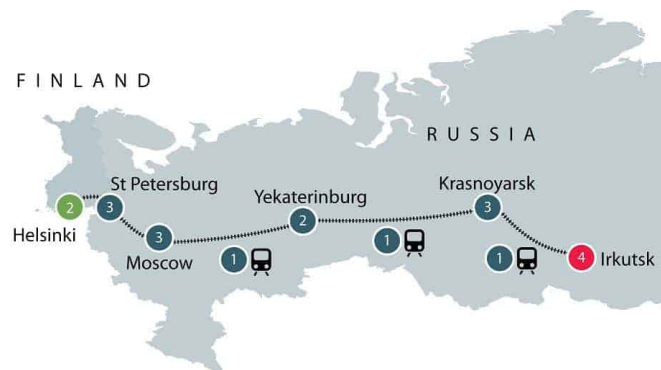 FINLAND
RUSSIA
St Petersburg
Krasnoyarsk
Yekaterinburg
2
3
2
3
Helsinki
3
Moscow
1
1
1
4
Irkutsk